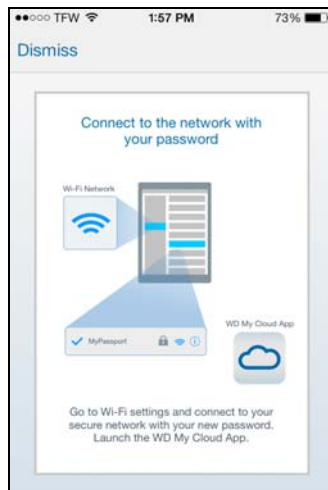 TFW 1:57 PM 73%
Dismiss
Connect to the network with
your password
Wi-Fi Network
MyPassport
WD My Cloud App
Go to Wi-Fi settings and connect to your
secure network with your new password.
Launch the WD My Cloud App.